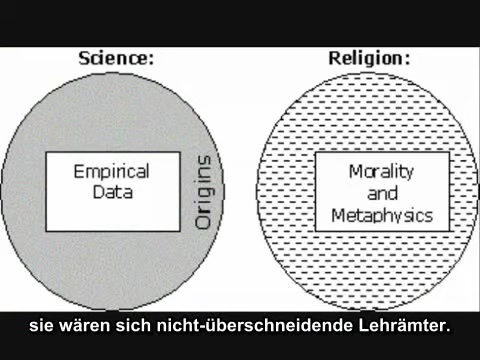 Science:
Religion:
Empirical
Data
Origins
Morality
and
Metaphysics
sie wären sich nicht-überschneidende Lehrämter.